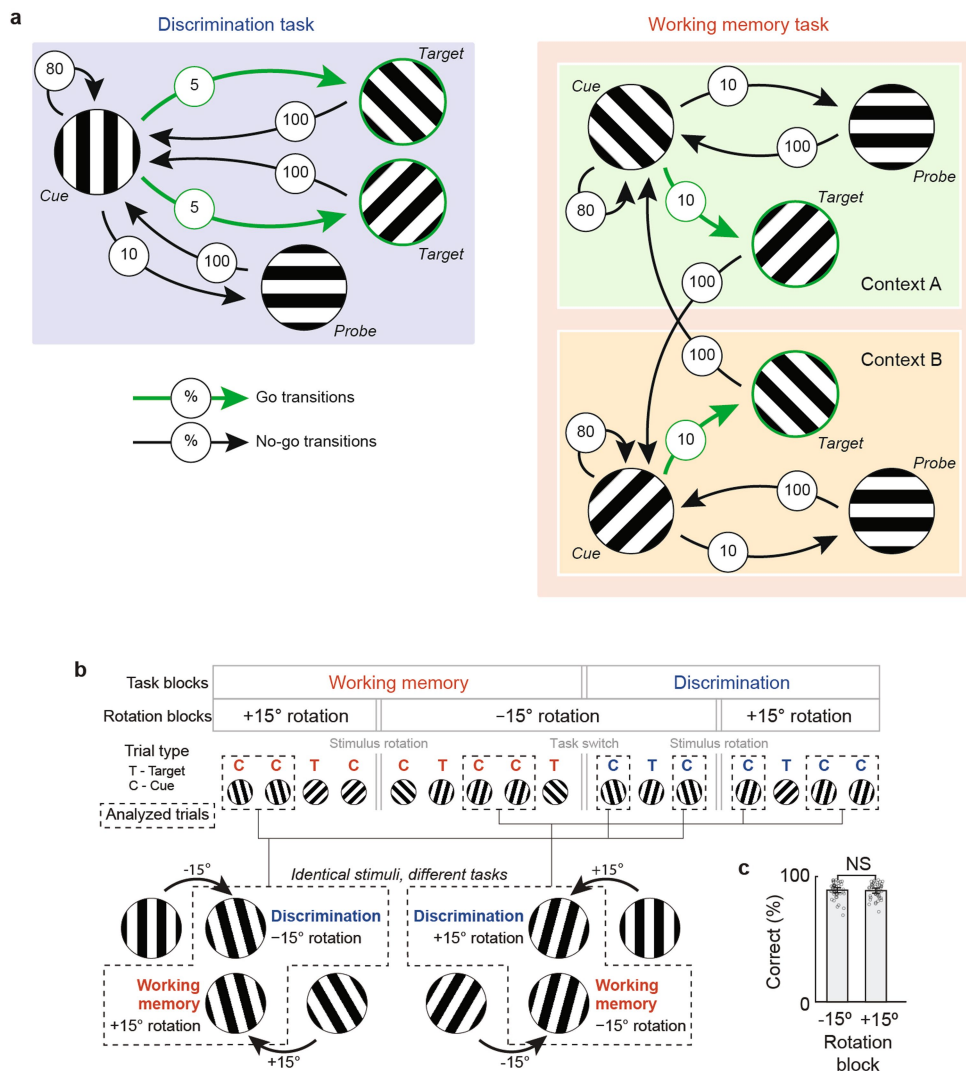 a
Discrimination task
Working memory task
Target
Cue
80
5
10
100
100
Probe
100
80
10
Target
5
Target
Cue
100
10
100
Context A
Probe
100
Context B
% Go transitions
80
10
Target
% No-go transitions
Probe
100
Cue
10
b
Task blocks Working memory Discrimination
Rotation blocks +15° rotation −15° rotation +15° rotation
Trial type Stimulus rotation Task switch Stimulus rotation
T - Target
C - Cue
C C T C C T C C T C T C C T C C
Analyzed trials
-15° Identical stimuli, different tasks +15°
Discrimination
−15° rotation
Discrimination
+15° rotation
Working
memory
+15° rotation
Working
memory
−15° rotation
+15° -15°
c
NS
100
Correct (%)
0
-15° +15°
Rotation
block